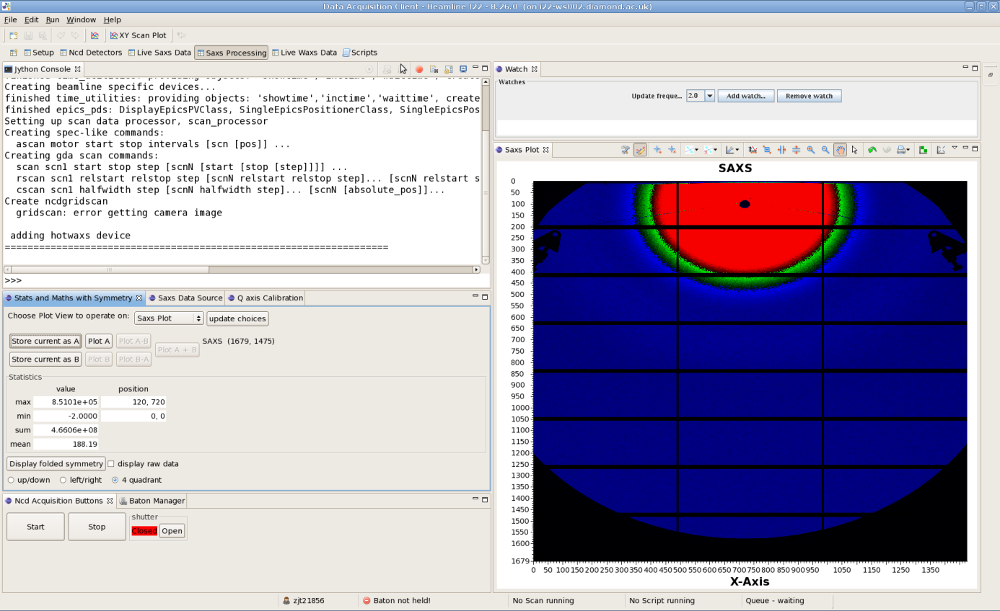 Data Acquisition Client - Beamline I22 - 8.26.0 (on i22-ws002.diamond.ac.uk)
File Edit Run Window Help
XY Scan Plot
Setup Ncd Detectors Live Saxs Data Saxs Processing Live Waxs Data Scripts
Jython Console
Creating beamline specific devices...
finished time_utilities: providing objects: 'showtime','inctime','waittime', create
finished epics_pds: DisplayEpicsPVClass, SingleEpicsPositionerClass, SingleEpicsPos
Setting up scan data processor, scan_processor
Creating spec-like commands:
ascan motor start stop intervals [scn [pos]] ...
Creating gda scan commands:
scan scn1 start stop step [scnN [start [stop [step]]]] ...
rscan scn1 relstart relstop step [scnN relstart relstop step]... [scnN relstart s
cscan scn1 halfwidth step [scnN halfwidth step]... [scnN [absolute_pos]]...
Create ncdgridscan
gridscan: error getting camera image
adding hotwaxs device
===================================================================
>>>
Stats and Maths with Symmetry Saxs Data Source Q axis Calibration
Choose Plot View to operate on: Saxs Plot update choices
Store current as A Plot A Plot A-B Plot A + B SAXS (1679, 1475)
Store current as B Plot B Plot B-A
Statistics
value position
max 8.5101e+05 120, 720
min -2.0000 0, 0
sum 4.6606e+08
mean 188.19
Display folded symmetry display raw data
up/down left/right 4 quadrant
Ncd Acquisition Buttons Baton Manager
Start Stop shutter
Closed Open
Watch
Watches
Update freque... 2.0 Add watch... Remove watch
Saxs Plot
SAXS
0
50
100
150
200
250
300
350
400
450
500
550
600
650
700
750
800
850
900
950
1000
1050
1100
1150
1200
1250
1300
1350
1400
1450
1500
1550
1600
1679
0 50 100 150 200 250 300 350 400 450 500 550 600 650 700 750 800 850 900 950 1050 1150 1250 1350
X-Axis
zjt21856 Baton not held! No Scan running No Script running Queue - waiting